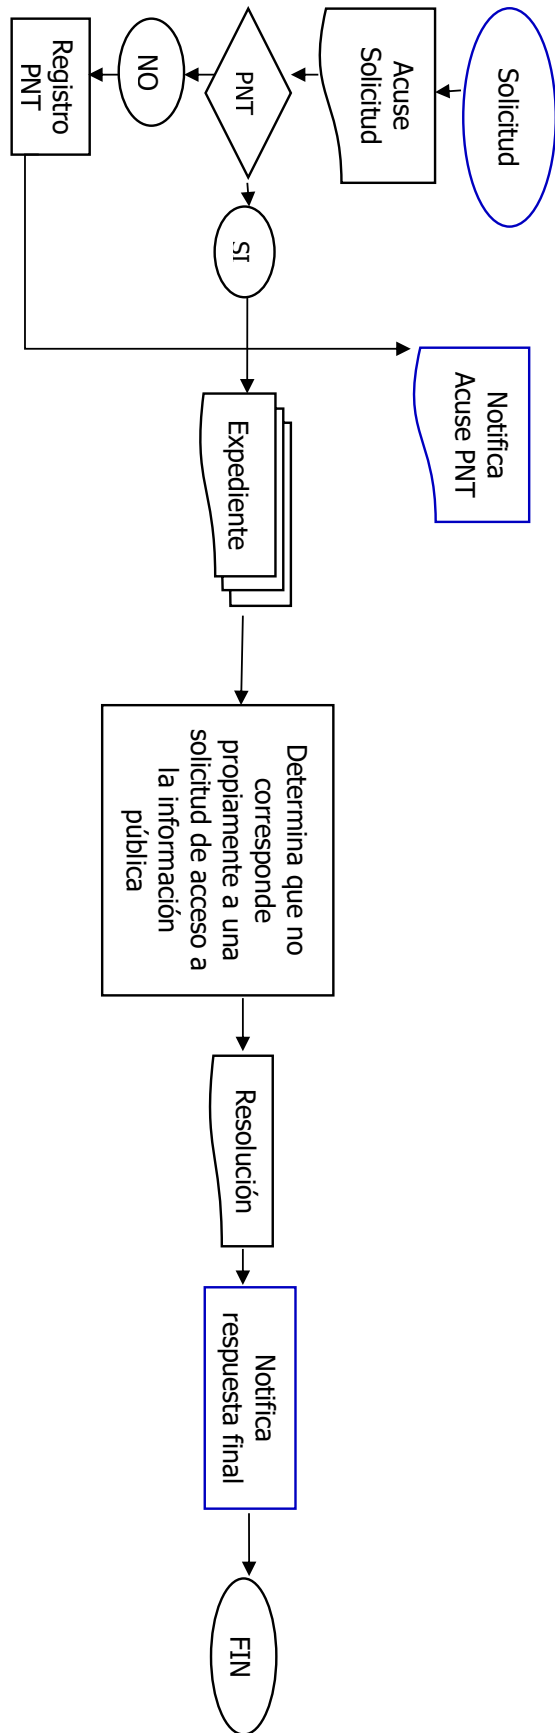 Solicitud
Acuse
Solicitud
PNT
NO
Registro
PNT
SI
Notifica
Acuse PNT
Expediente
Determina que no
corresponde
propiamente a una
solicitud de acceso a
la información
pública
Resolución
Notifica
respuesta final
FIN